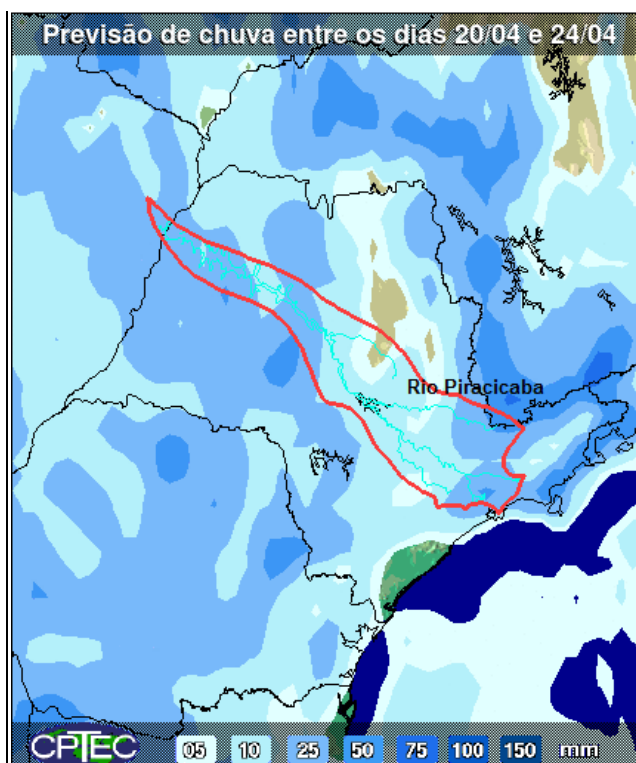 Previsão de chuva entre os dias 20/04 e 24/04
Rio Piracicaba
CPTEC 05 10 25 50 75 100 150 mm